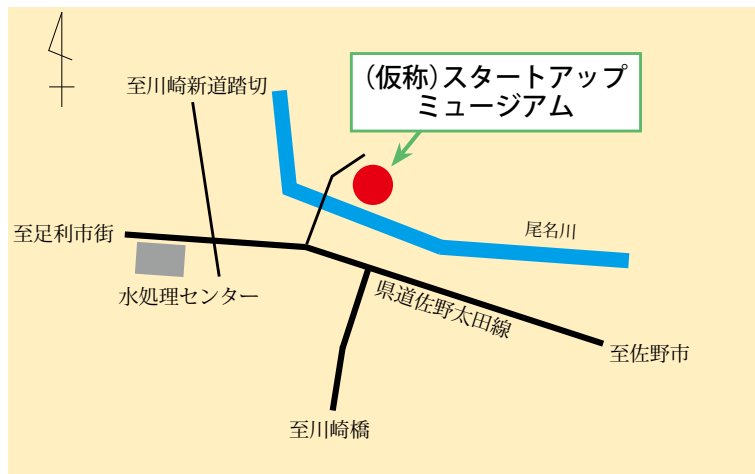 (仮称)スタートアップ
ミュージアム
至川崎新道踏切
至足利市街
尾名川
水処理センター
県道佐野太田線
至佐野市
至川崎橋